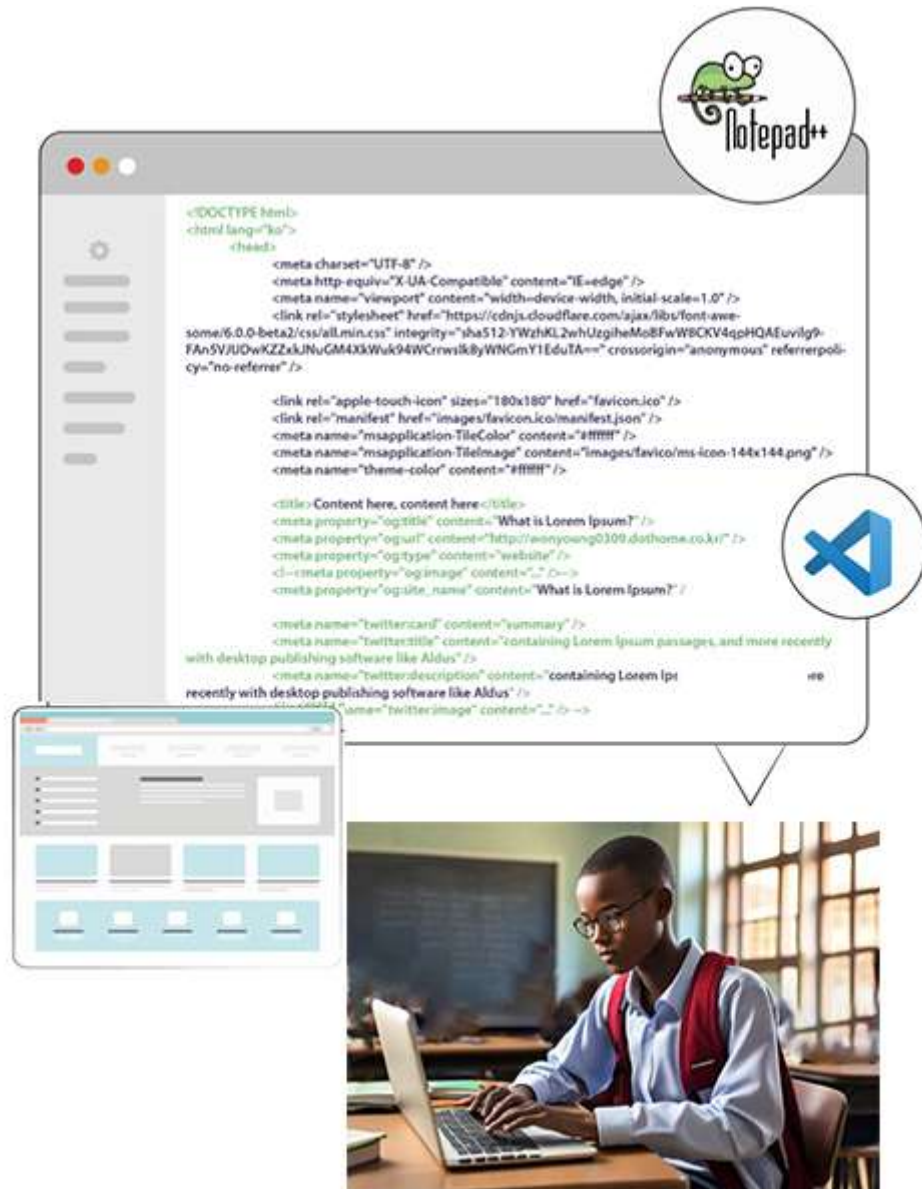 Notepad++
<!DOCTYPE html>
<html lang="ko">
<head>
<meta charset="UTF-8" />
<meta http-equiv="X-UA-Compatible" content="IE=edge" />
<meta name="viewport" content="width=device-width, initial-scale=1.0" />
<link rel="stylesheet" href="https://cdnjs.cloudflare.com/ajax/libs/font-awe-
some/6.0.0-beta2/css/all.min.css" integrity="
crossorigin="anonymous" referrerpoli-
cy="no-referrer" />
<link rel="apple-touch-icon" sizes="180x180" href="favicon.ico" />
<link rel="manifest" href="images/favicon.ico/manifest.json" />
<meta name="msapplication-TileColor" content="#ffffff" />
<meta name="msapplication-TileImage" content="images/favico/ms-icon-144x144.png" />
<meta name="theme-color" content="#ffffff" />
<title>Content here, content here</title>
<meta property="og:title" content="What is Lorem Ipsum?" />
<meta property="og:url" content="http://wonyoung0309.dothome.co.kr/" />
<meta property="og:type" content="website" />
<!--<meta property="og:image" content="..." />-->
<meta property="og:site_name" content="What is Lorem Ipsum?" /
<meta name="twitter:card" content="summary" />
<meta name="twitter:title" content="containing Lorem Ipsum passages, and more recently
with desktop publishing software like Aldus" />
<meta name="twitter:description" content="containing Lorem Ips re
recently with desktop publishing software like Aldus" />
ame="twitter:image" content="..." /> -->